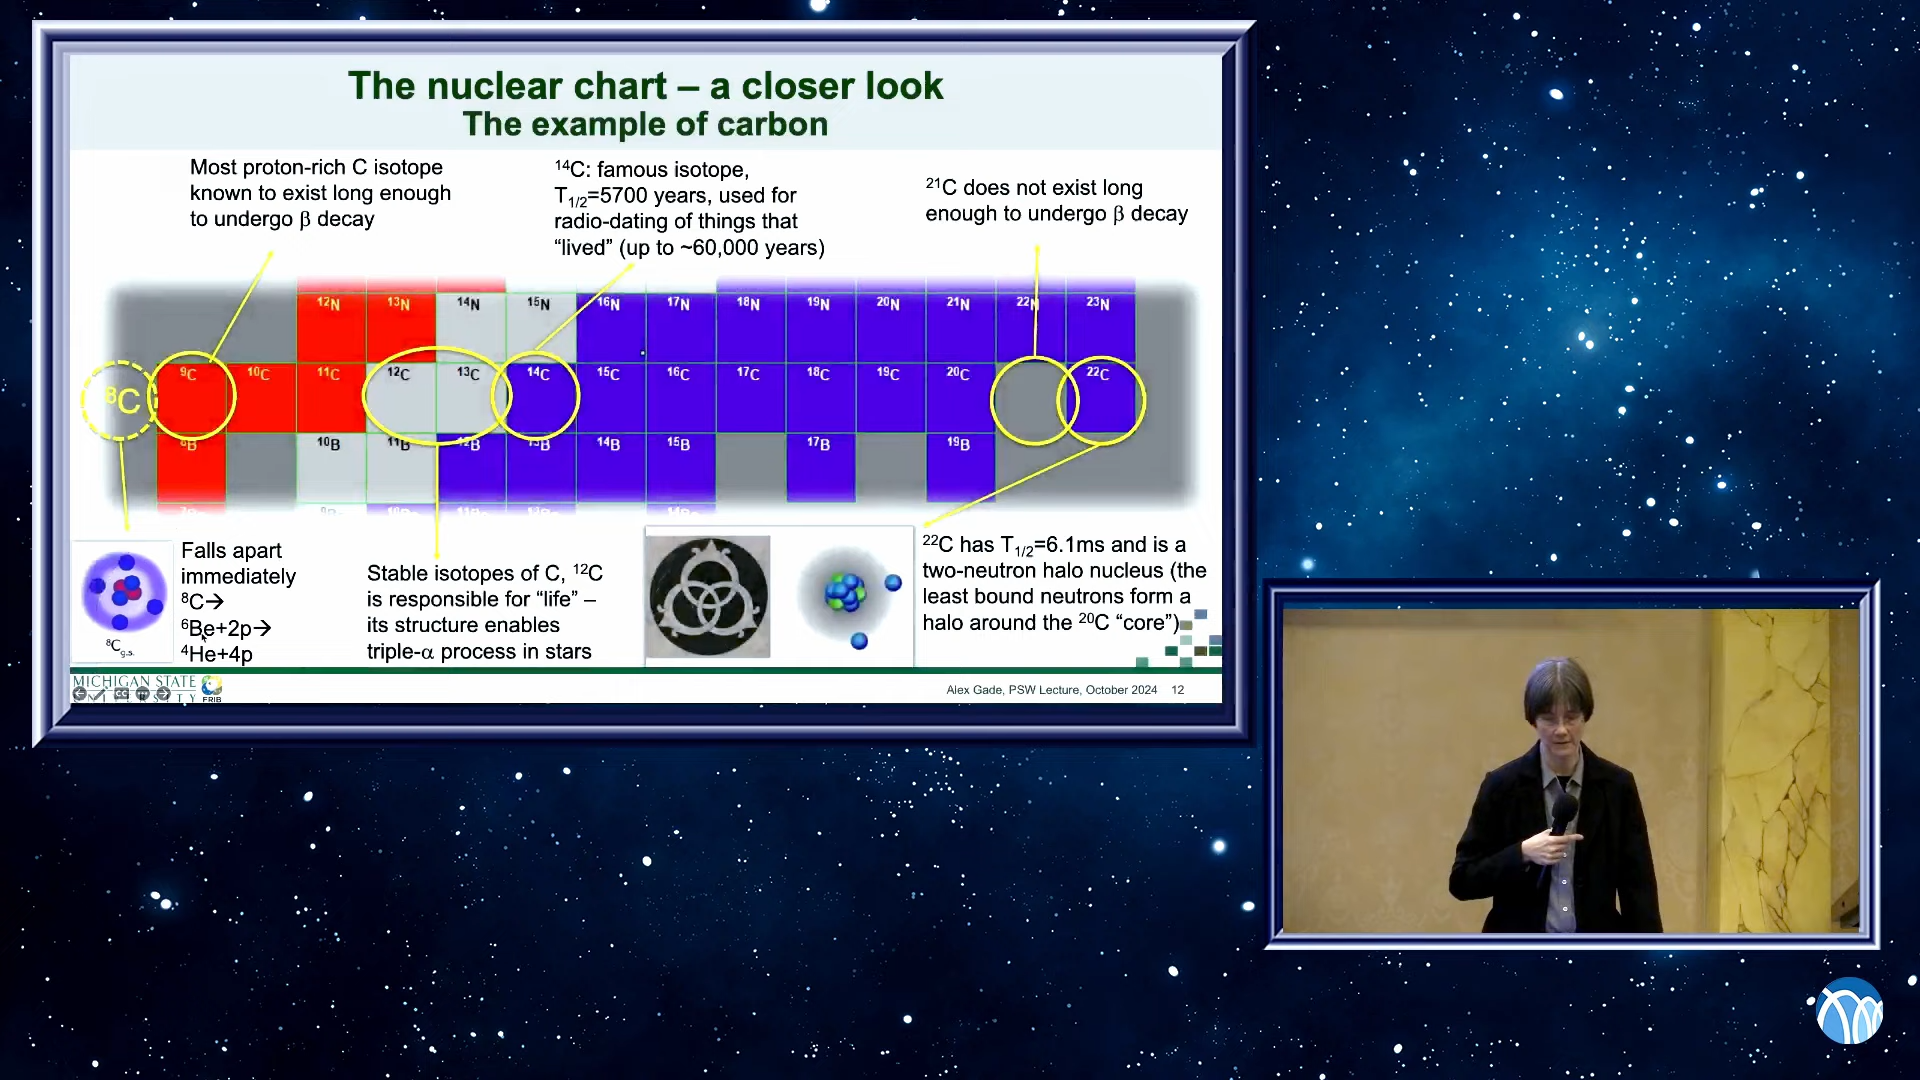 The nuclear chart – a closer look
The example of carbon
Most proton-rich C isotope
known to exist long enough
to undergo β decay
¹⁴C: famous isotope,
T₁/₂=5700 years, used for
radio-dating of things that
“lived” (up to ~60,000 years)
²¹C does not exist long
enough to undergo β decay
¹²N ¹³N ¹⁴N ¹⁵N ¹⁶N ¹⁷N ¹⁸N ¹⁹N ²⁰N ²¹N ²²N ²³N
⁸C ⁹C ¹⁰C ¹¹C ¹²C ¹³C ¹⁴C ¹⁵C ¹⁶C ¹⁷C ¹⁸C ¹⁹C ²⁰C ²²C
⁸B ¹⁰B ¹¹B ¹²B ¹³B ¹⁴B ¹⁵B ¹⁷B ¹⁹B
Falls apart
immediately
⁸C→
⁶Be+2p→
⁴He+4p
⁸Cg.s.
Stable isotopes of C, ¹²C
is responsible for “life” –
its structure enables
triple-α process in stars
²²C has T₁/₂=6.1ms and is a
two-neutron halo nucleus (the
least bound neutrons form a
halo around the ²⁰C “core”)
MICHIGAN STATE
UNIVERSITY
FRIB
Alex Gade, PSW Lecture, October 2024 12